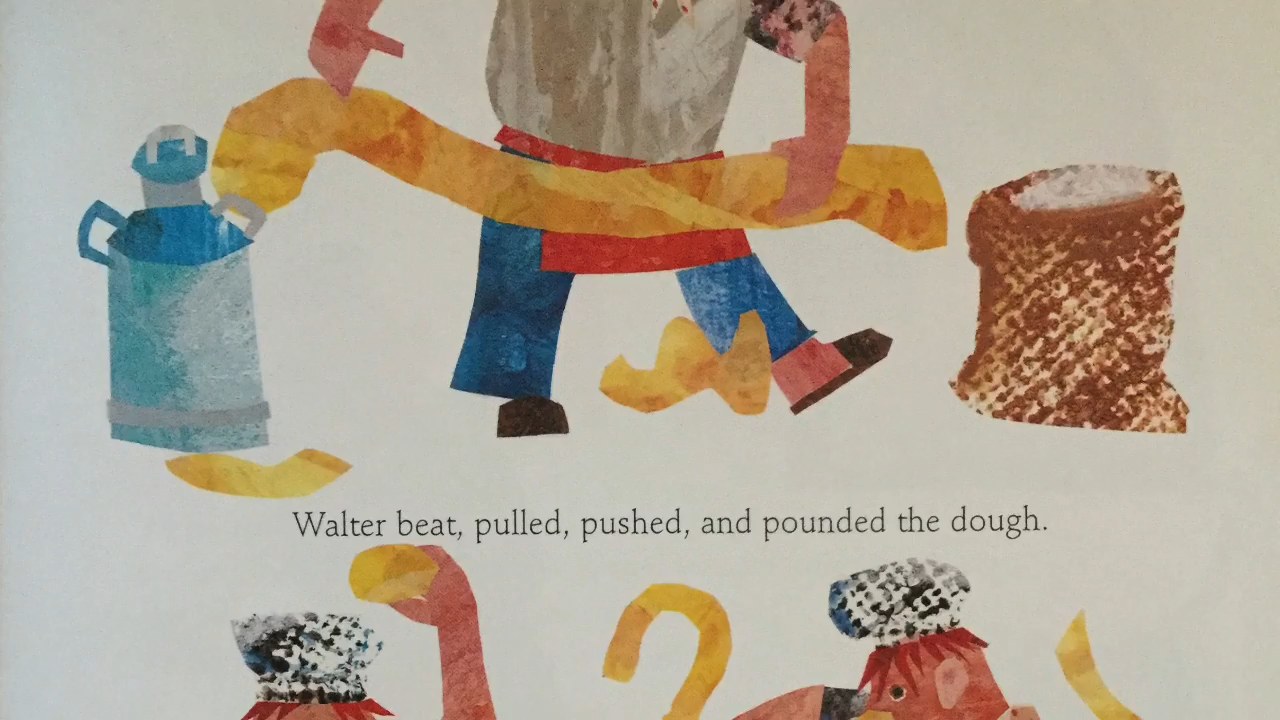 Walter beat, pulled, pushed, and pounded the dough.